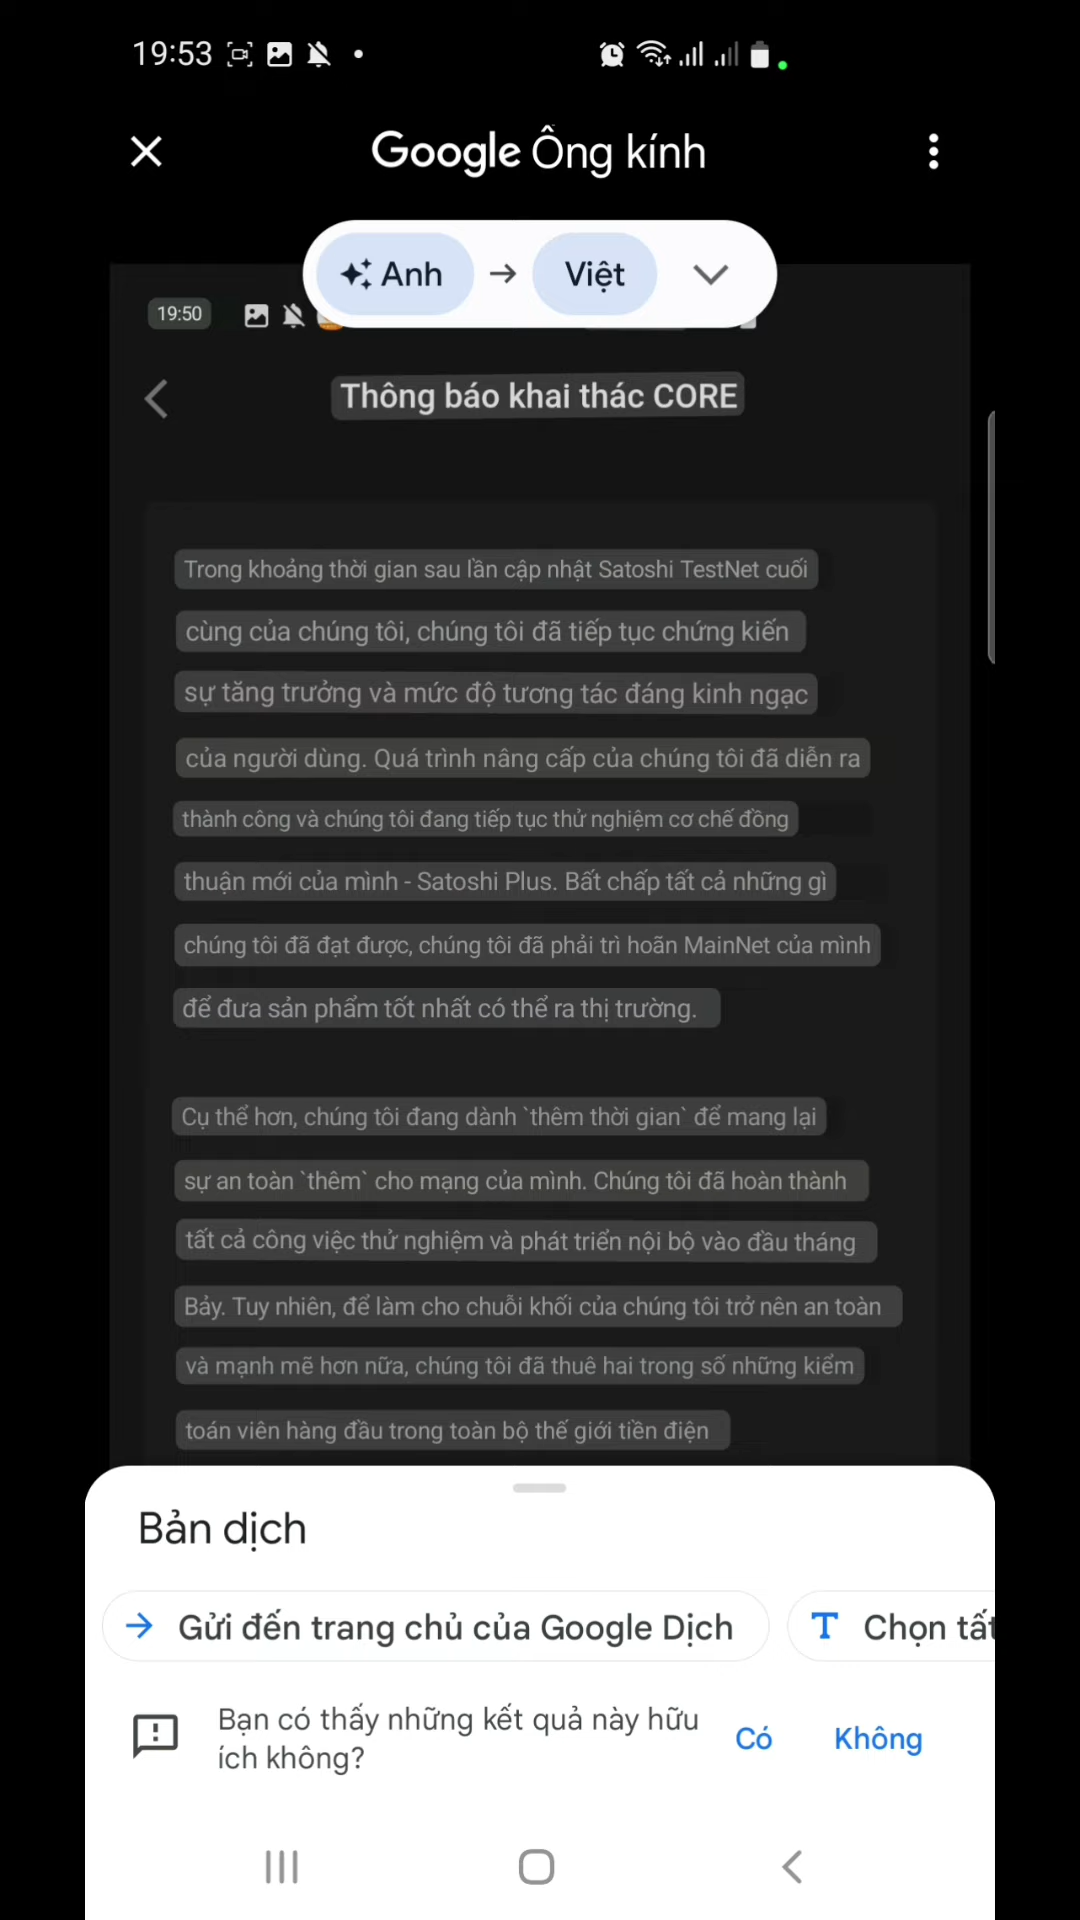 19:53
Google Ống kính
Anh → Việt
19:50
Thông báo khai thác CORE
Trong khoảng thời gian sau lần cập nhật Satoshi TestNet cuối
cùng của chúng tôi, chúng tôi đã tiếp tục chứng kiến
sự tăng trưởng và mức độ tương tác đáng kinh ngạc
của người dùng. Quá trình nâng cấp của chúng tôi đã diễn ra
thành công và chúng tôi đang tiếp tục thử nghiệm cơ chế đồng
thuận mới của mình - Satoshi Plus. Bất chấp tất cả những gì
chúng tôi đã đạt được, chúng tôi đã phải trì hoãn MainNet của mình
để đưa sản phẩm tốt nhất có thể ra thị trường.
Cụ thể hơn, chúng tôi đang dành `thêm thời gian` để mang lại
sự an toàn `thêm` cho mạng của mình. Chúng tôi đã hoàn thành
tất cả công việc thử nghiệm và phát triển nội bộ vào đầu tháng
Bảy. Tuy nhiên, để làm cho chuỗi khối của chúng tôi trở nên an toàn
và mạnh mẽ hơn nữa, chúng tôi đã thuê hai trong số những kiểm
toán viên hàng đầu trong toàn bộ thế giới tiền điện
Bản dịch
Gửi đến trang chủ của Google Dịch
Chọn tất
Bạn có thấy những kết quả này hữu
ích không?
Có
Không